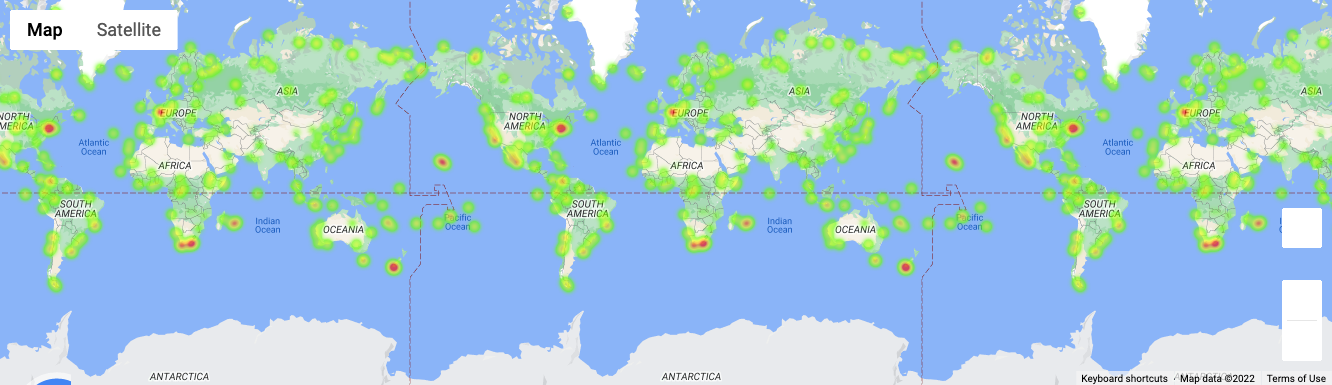 Map Satellite
ASIA ASIA ASIA
EUROPE EUROPE EUROPE
NORTH AMERICA NORTH AMERICA NORTH AMERICA
Atlantic Ocean Atlantic Ocean Atlantic Ocean
AFRICA AFRICA AFRICA
SOUTH AMERICA SOUTH AMERICA SOUTH AMERICA
Indian Ocean Pacific Ocean Indian Ocean Pacific Ocean
OCEANIA OCEANIA
ANTARCTICA ANTARCTICA
Keyboard shortcuts Map data ©2022 Terms of Use